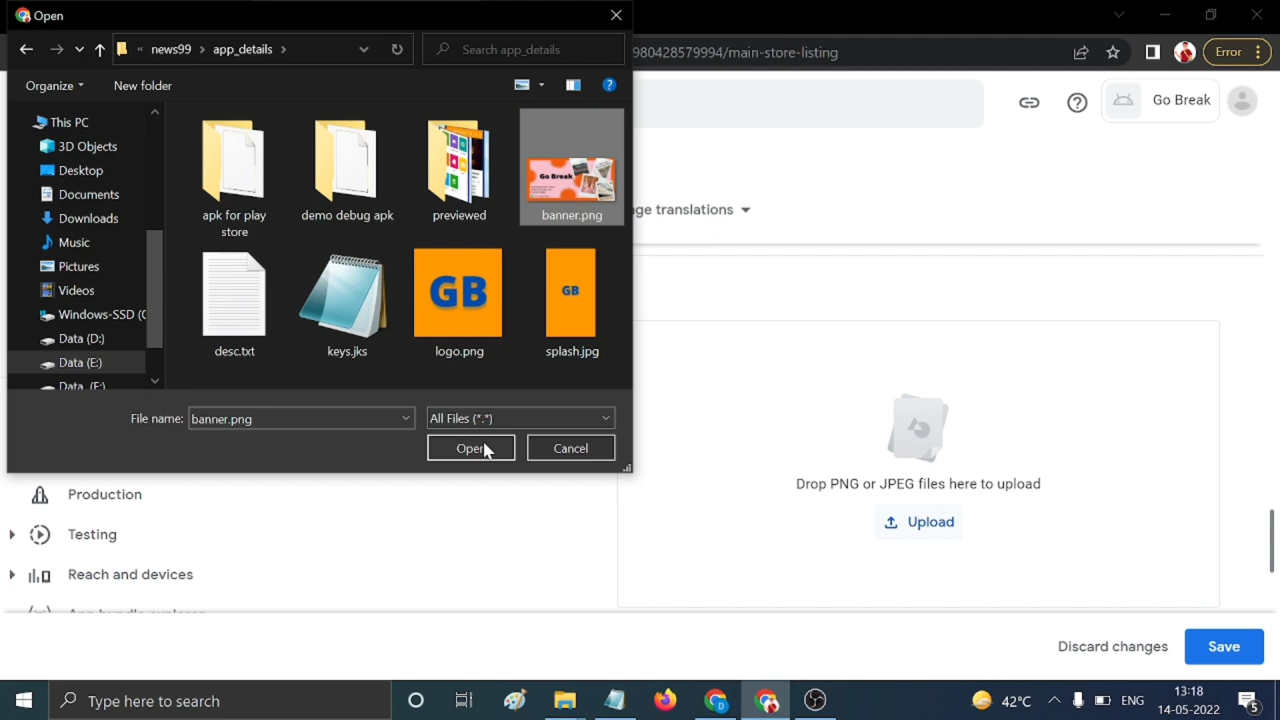 Open
« news99 › app_details ›
Search app_details
980428579994/main-store-listing
Error
Organize
New folder
Go Break
This PC
3D Objects
Desktop
Documents
Downloads
Music
Pictures
Videos
Windows-SSD (C
Data (D:)
Data (E:)
Data (F:)
apk for play
store
demo debug apk
previewed
Go Break
banner.png
desc.txt
keys.jks
GB
logo.png
GB
splash.jpg
ge translations
File name:
banner.png
All Files (*.*)
Open
Cancel
Drop PNG or JPEG files here to upload
Upload
Production
Testing
Reach and devices
App bundle explorer
Discard changes
Save
Type here to search
D
42°C
ENG
13:18
14-05-2022
5